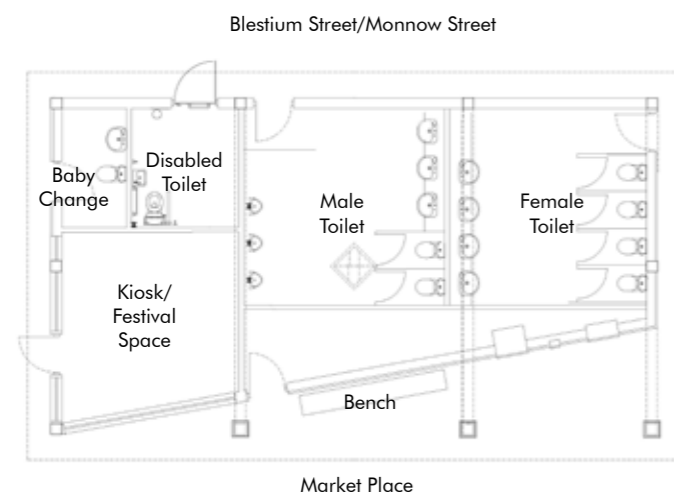 Blestium Street/Monnow Street
Baby
Change
Disabled
Toilet
Male
Toilet
Female
Toilet
Kiosk/
Festival
Space
Bench
Market Place